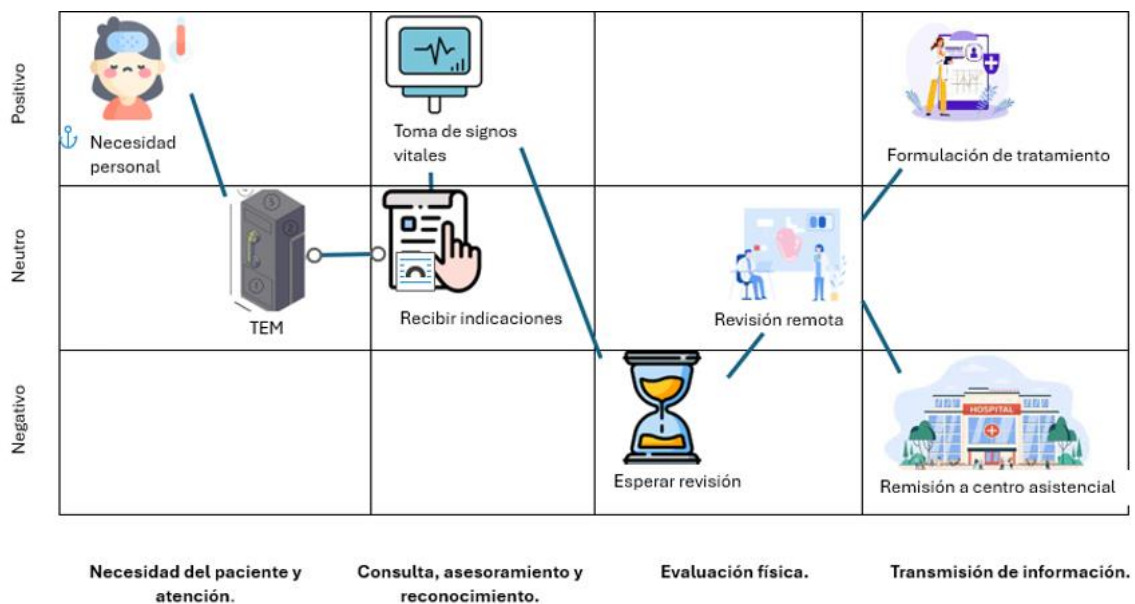 Positivo
Necesidad
personal
Toma de signos
vitales
Formulación de tratamiento
Neutro
TEM
Recibir indicaciones
Revisión remota
Negativo
Esperar revisión
HOSPITAL
Remisión a centro asistencial
Necesidad del paciente y
atención.
Consulta, asesoramiento y
reconocimiento.
Evaluación física.
Transmisión de información.